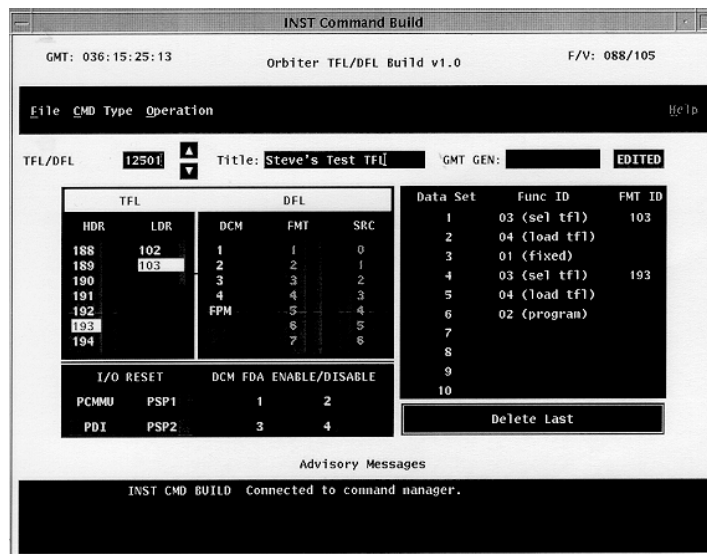 INST Command Build
GMT: 036:15:25:13
Orbiter TFL/DFL Build v1.0
F/V: 088/105
File CMD Type Operation Help
TFL/DFL 12501 Title: Steve's Test TFL GMT GEN: EDITED
TFL DFL
HDR LDR DCM FMT SRC
188 102 1 1 0
189 103 2 2 1
190 3 3 2
191 4 4 3
192 FPM 5 4
193 6 5
194 7 6
I/O RESET DCM FDA ENABLE/DISABLE
PCMMU PSP1 1 2
PDI PSP2 3 4
Data Set Func ID FMT ID
1 03 (sel tfl) 103
2 04 (load tfl)
3 01 (fixed)
4 03 (sel tfl) 193
5 04 (load tfl)
6 02 (program)
7
8
9
10
Delete Last
Advisory Messages
INST CMD BUILD Connected to command manager.